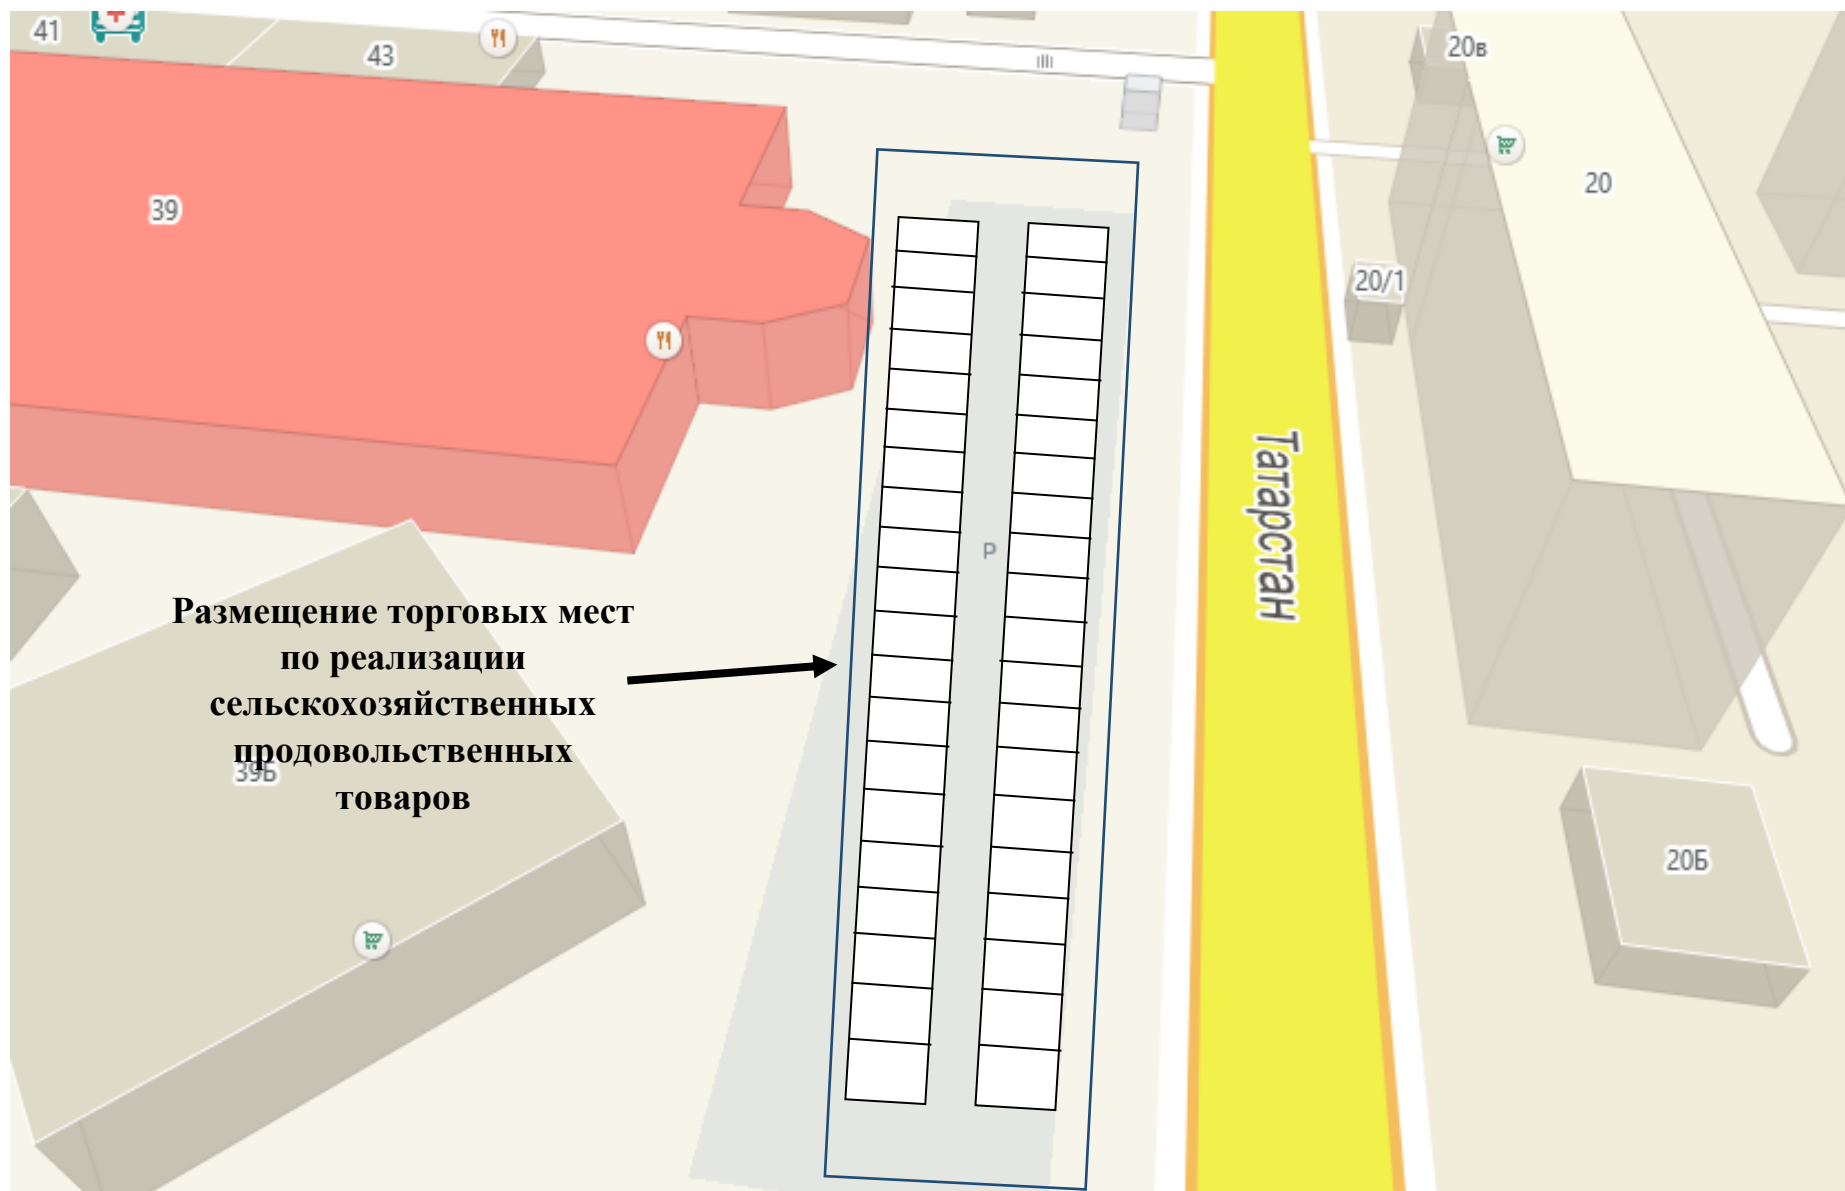 41
43
20в
39
20
20/1
Татарстан
P
Размещение торговых мест
по реализации
сельскохозяйственных
продовольственных
товаров
39Б
20Б